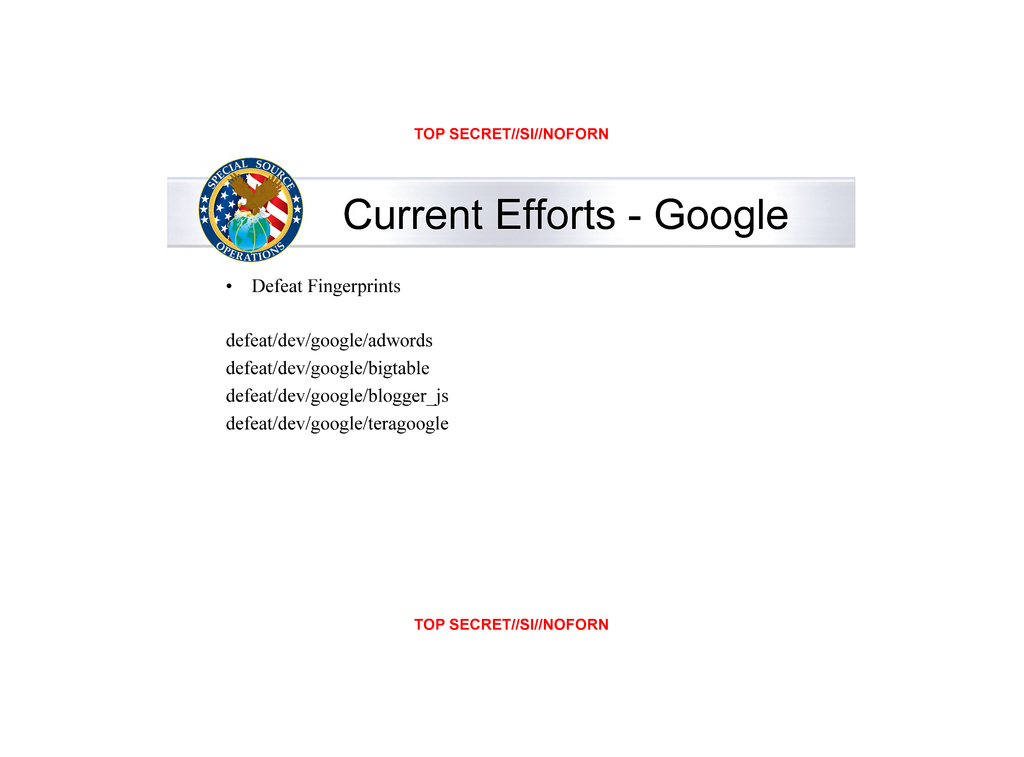 TOP SECRET//SI//NOFORN
SPECIAL SOURCE
OPERATIONS
Current Efforts - Google
• Defeat Fingerprints
defeat/dev/google/adwords
defeat/dev/google/bigtable
defeat/dev/google/blogger_js
defeat/dev/google/teragoogle
TOP SECRET//SI//NOFORN